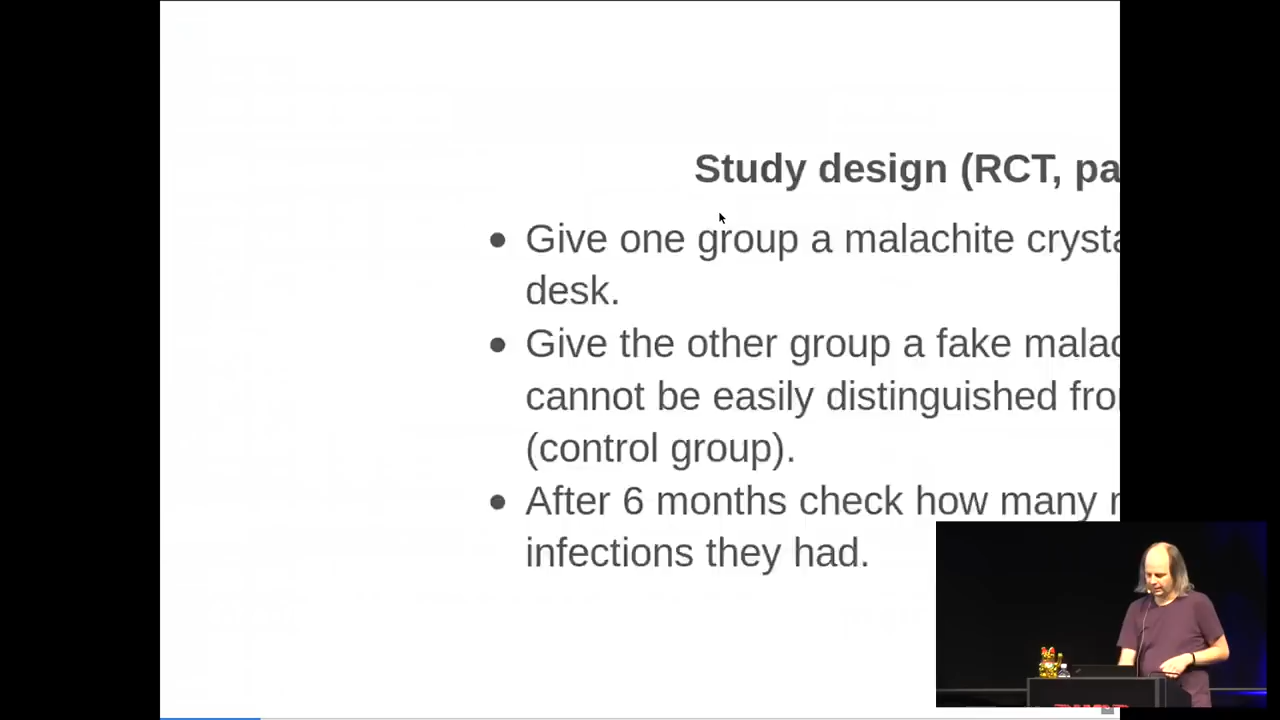 Study design (RCT, pa
• Give one group a malachite crysta
desk.
• Give the other group a fake malac
cannot be easily distinguished fro
(control group).
• After 6 months check how many
infections they had.